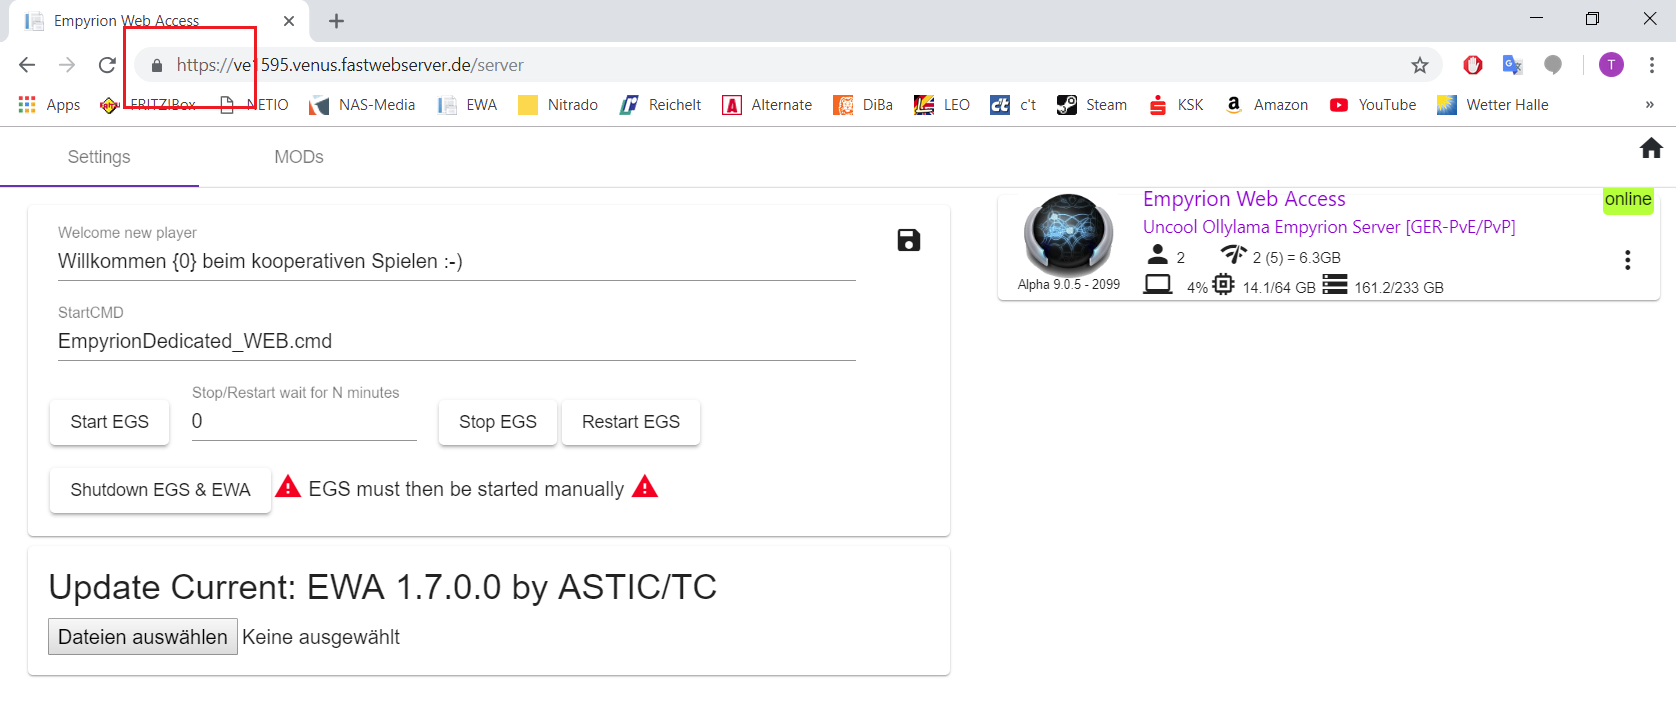 Empyrion Web Access
https://ve1595.venus.fastwebserver.de/server
T
Apps FRITZ!Box NETIO NAS-Media EWA Nitrado Reichelt Alternate DiBa LEO c't Steam KSK Amazon YouTube Wetter Halle »
Settings MODs
Welcome new player
Willkommen {0} beim kooperativen Spielen :-)
StartCMD
EmpyrionDedicated_WEB.cmd
Stop/Restart wait for N minutes
Start EGS 0 Stop EGS Restart EGS
Shutdown EGS & EWA EGS must then be started manually
Update Current: EWA 1.7.0.0 by ASTIC/TC
Dateien auswählen Keine ausgewählt
Empyrion Web Access online
Uncool Ollylama Empyrion Server [GER-PvE/PvP]
2 2 (5) = 6.3GB
Alpha 9.0.5 - 2099 4% 14.1/64 GB 161.2/233 GB